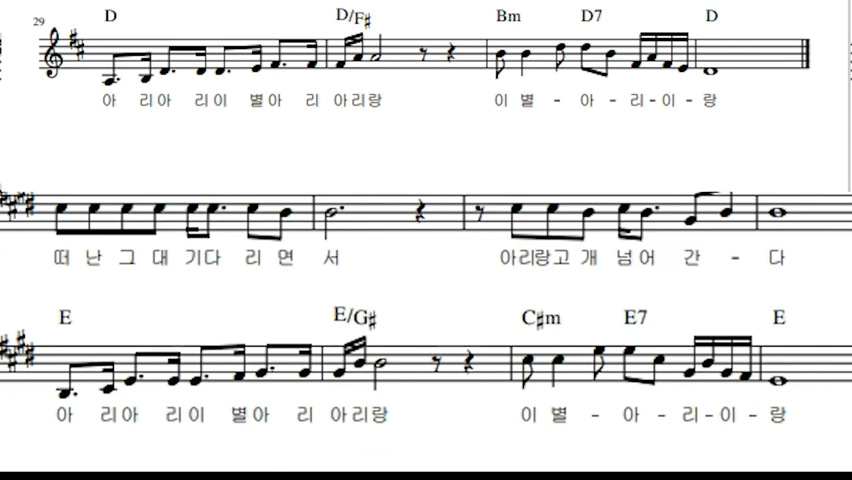 D D/F♯ Bm D7 D
29
아 리아 리이 별아 리 아리랑 이 별 - 아 - 리 - 이 - 랑
떠 난 그 대 기다 리 면 서 아리랑고 개 넘어 간 - 다
E E/G♯ C♯m E7 E
아 리아 리이 별아 리 아리랑 이 별 - 아 - 리 - 이 - 랑